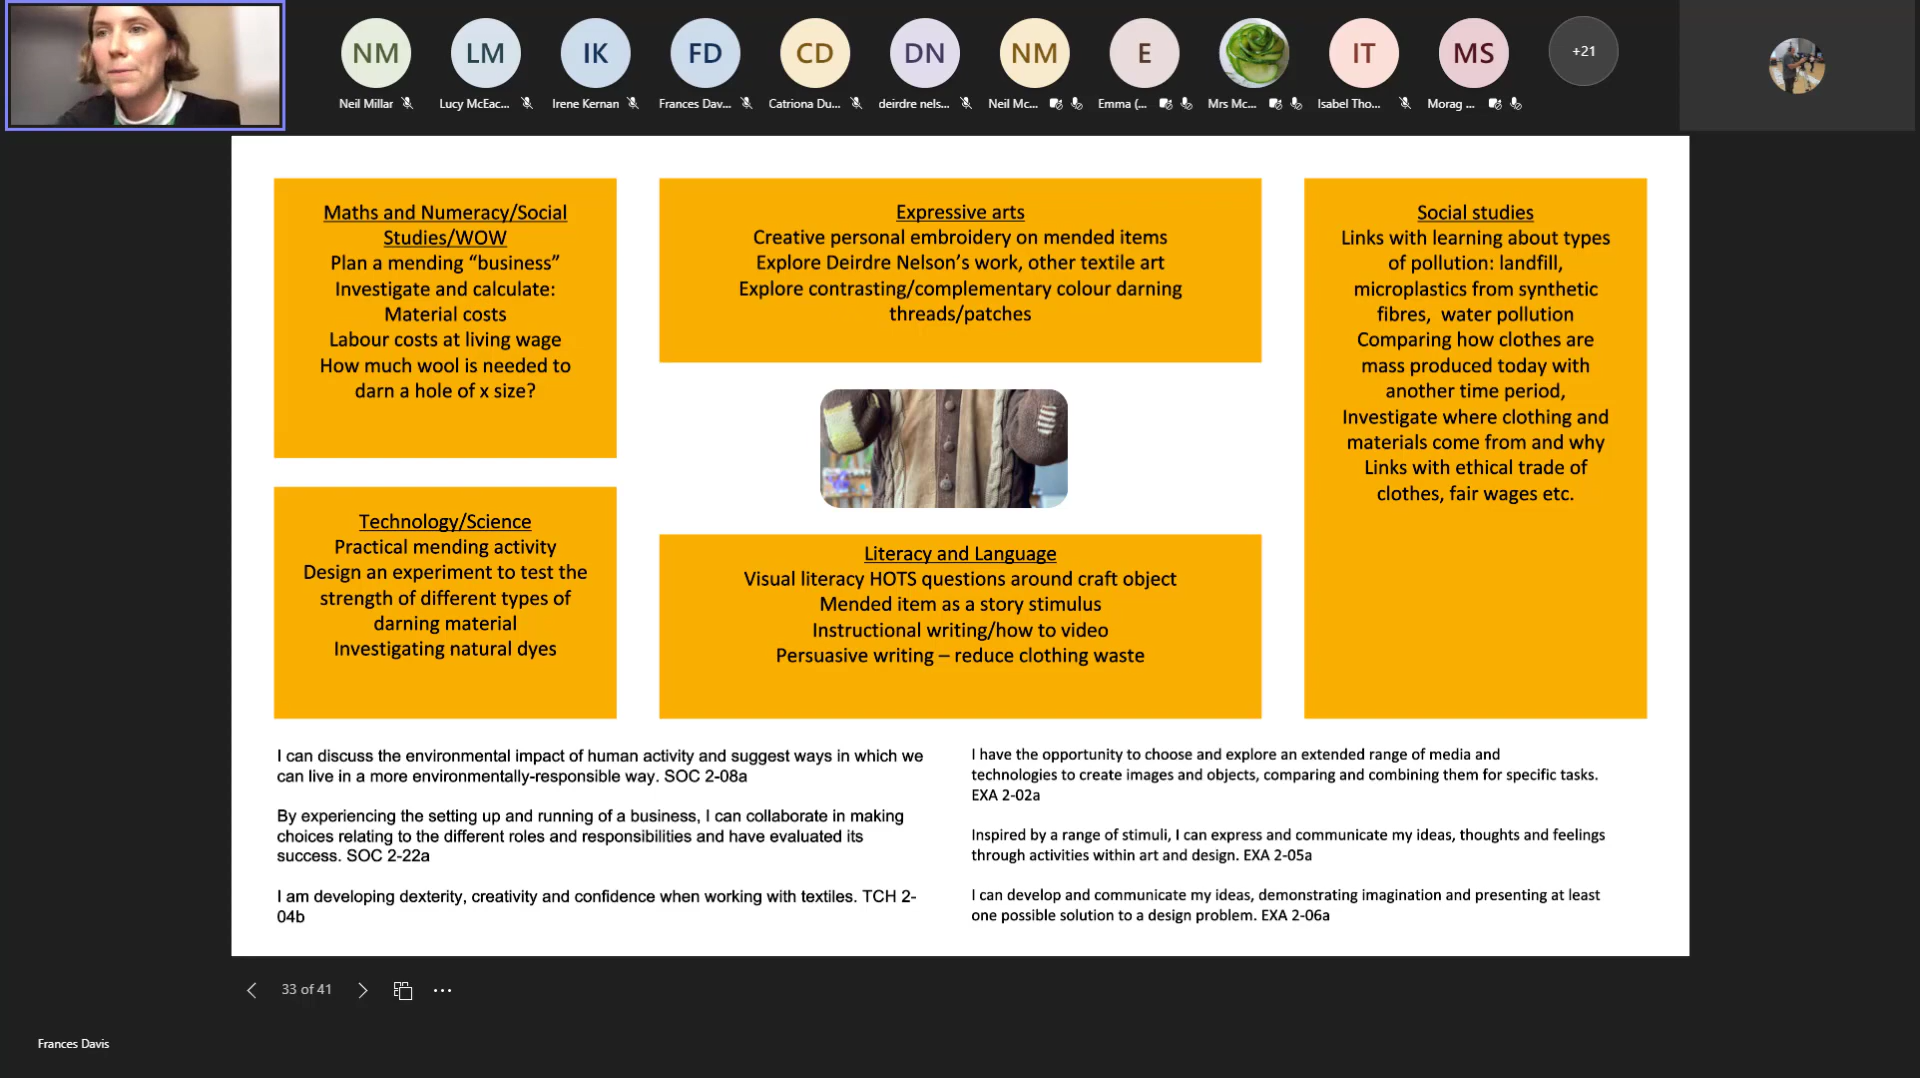 NM
LM
IK
FD
CD
DN
NM
E
IT
MS
+21
Neil Millar
Lucy McEac...
Irene Kernan
Frances Dav...
Catriona Du...
deirdre nels...
Neil Mc...
Emma (...
Mrs Mc...
Isabel Tho...
Morag ...
Maths and Numeracy/Social
Studies/WOW
Plan a mending “business”
Investigate and calculate:
Material costs
Labour costs at living wage
How much wool is needed to
darn a hole of x size?
Expressive arts
Creative personal embroidery on mended items
Explore Deirdre Nelson’s work, other textile art
Explore contrasting/complementary colour darning
threads/patches
Social studies
Links with learning about types
of pollution: landfill,
microplastics from synthetic
fibres,  water pollution
Comparing how clothes are
mass produced today with
another time period,
Investigate where clothing and
materials come from and why
Links with ethical trade of
clothes, fair wages etc.
Technology/Science
Practical mending activity
Design an experiment to test the
strength of different types of
darning material
Investigating natural dyes
Literacy and Language
Visual literacy HOTS questions around craft object
Mended item as a story stimulus
Instructional writing/how to video
Persuasive writing – reduce clothing waste
I can discuss the environmental impact of human activity and suggest ways in which we
can live in a more environmentally-responsible way. SOC 2-08a
By experiencing the setting up and running of a business, I can collaborate in making
choices relating to the different roles and responsibilities and have evaluated its
success. SOC 2-22a
I am developing dexterity, creativity and confidence when working with textiles. TCH 2-
04b
I have the opportunity to choose and explore an extended range of media and
technologies to create images and objects, comparing and combining them for specific tasks.
EXA 2-02a
Inspired by a range of stimuli, I can express and communicate my ideas, thoughts and feelings
through activities within art and design. EXA 2-05a
I can develop and communicate my ideas, demonstrating imagination and presenting at least
one possible solution to a design problem. EXA 2-06a
33 of 41
Frances Davis